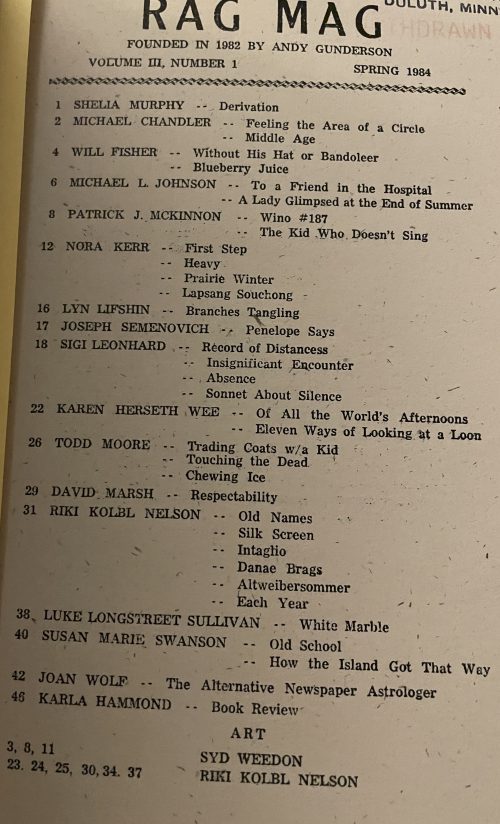 DULUTH, MINN
WITHDRAWN
RAG MAG
FOUNDED IN 1982 BY ANDY GUNDERSON
VOLUME III, NUMBER 1 SPRING 1984
1 SHELIA MURPHY -- Derivation
2 MICHAEL CHANDLER -- Feeling the Area of a Circle
-- Middle Age
4 WILL FISHER -- Without His Hat or Bandoleer
-- Blueberry Juice
6 MICHAEL L. JOHNSON -- To a Friend in the Hospital
-- A Lady Glimpsed at the End of Summer
8 PATRICK J. MCKINNON -- Wino #187
-- The Kid Who Doesn't Sing
12 NORA KERR -- First Step
-- Heavy
-- Prairie Winter
-- Lapsang Souchong
16 LYN LIFSHIN -- Branches Tangling
17 JOSEPH SEMENOVICH -- Penelope Says
18 SIGI LEONHARD -- Record of Distancess
-- Insignificant Encounter
-- Absence
-- Sonnet About Silence
22 KAREN HERSETH WEE -- Of All the World's Afternoons
-- Eleven Ways of Looking at a Loon
26 TODD MOORE -- Trading Coats w/a Kid
-- Touching the Dead
-- Chewing Ice
29 DAVID MARSH -- Respectability
31 RIKI KOLBL NELSON -- Old Names
-- Silk Screen
-- Intaglio
-- Danae Brags
-- Altweibersommer
-- Each Year
38 LUKE LONGSTREET SULLIVAN -- White Marble
40 SUSAN MARIE SWANSON -- Old School
-- How the Island Got That Way
42 JOAN WOLF -- The Alternative Newspaper Astrologer
46 KARLA HAMMOND -- Book Review
ART
3, 8, 11 SYD WEEDON
23. 24, 25, 30, 34. 37 RIKI KOLBL NELSON